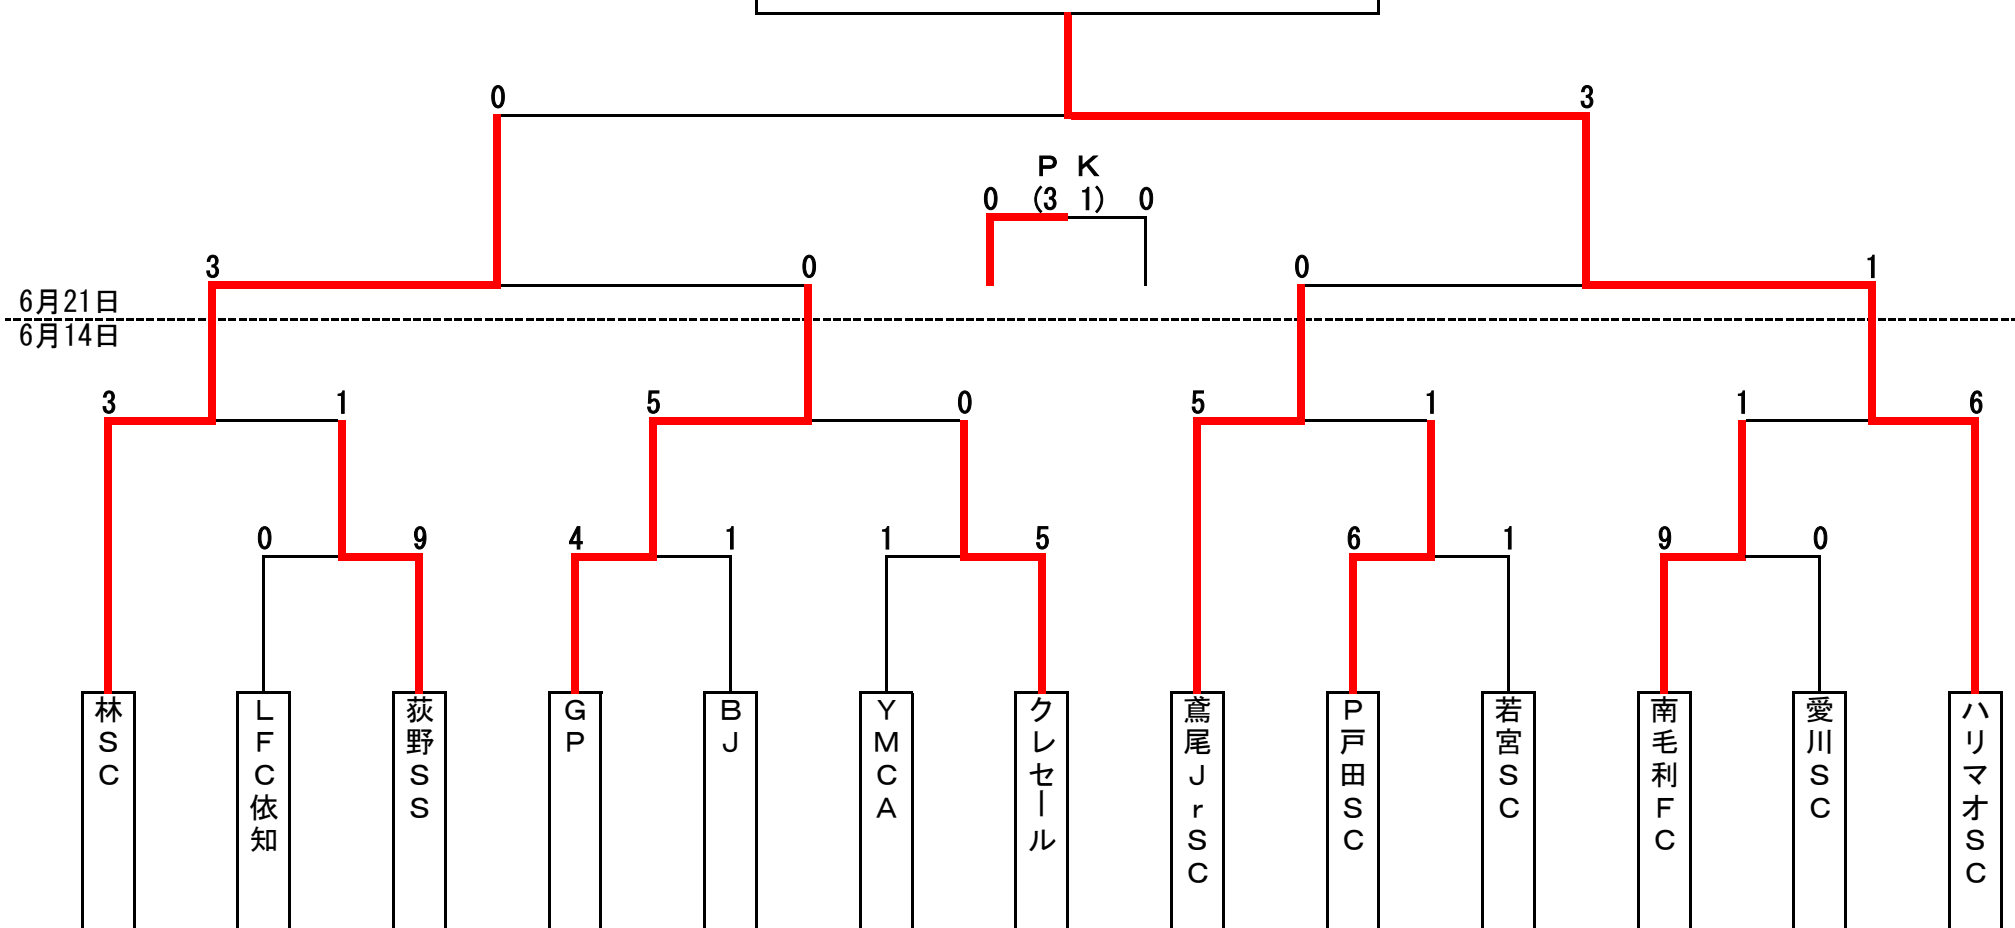 0 3
PK
0 (3 1) 0
3 0 0 1
6月21日
6月14日
3 1 5 0 5 1 1 6
0 9 4 1 1 5 6 1 9 0
林SC
LFC依知
荻野SS
GP
BJ
YMCA
クレセール
鳶尾JrSC
P戸田SC
若宮SC
南毛利FC
愛川SC
ハリマオSC